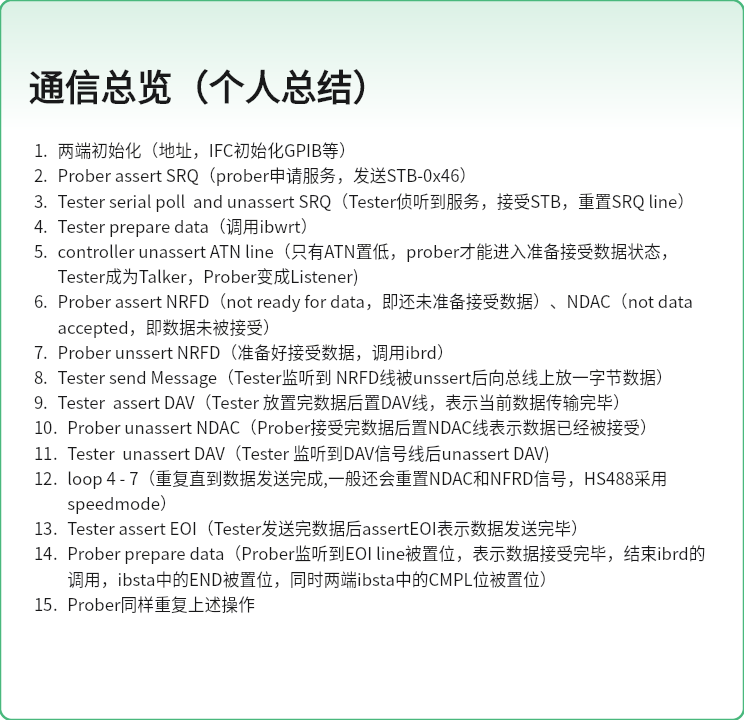 通信总览（个人总结）
1. 两端初始化（地址，IFC初始化GPIB等）
2. Prober assert SRQ（prober申请服务，发送STB-0x46）
3. Tester serial poll  and unassert SRQ（Tester侦听到服务，接受STB，重置SRQ line）
4. Tester prepare data（调用ibwrt）
5. controller unassert ATN line（只有ATN置低，prober才能进入准备接受数据状态，
Tester成为Talker，Prober变成Listener)
6. Prober assert NRFD（not ready for data，即还未准备接受数据）、NDAC（not data
accepted，即数据未被接受）
7. Prober unssert NRFD（准备好接受数据，调用ibrd）
8. Tester send Message（Tester监听到 NRFD线被unssert后向总线上放一字节数据）
9. Tester  assert DAV（Tester 放置完数据后置DAV线，表示当前数据传输完毕）
10. Prober unassert NDAC（Prober接受完数据后置NDAC线表示数据已经被接受）
11. Tester  unassert DAV（Tester 监听到DAV信号线后unassert DAV)
12. loop 4 - 7（重复直到数据发送完成,一般还会重置NDAC和NFRD信号，HS488采用
speedmode）
13. Tester assert EOI（Tester发送完数据后assertEOI表示数据发送完毕）
14. Prober prepare data（Prober监听到EOI line被置位，表示数据接受完毕，结束ibrd的
调用，ibsta中的END被置位，同时两端ibsta中的CMPL位被置位）
15. Prober同样重复上述操作